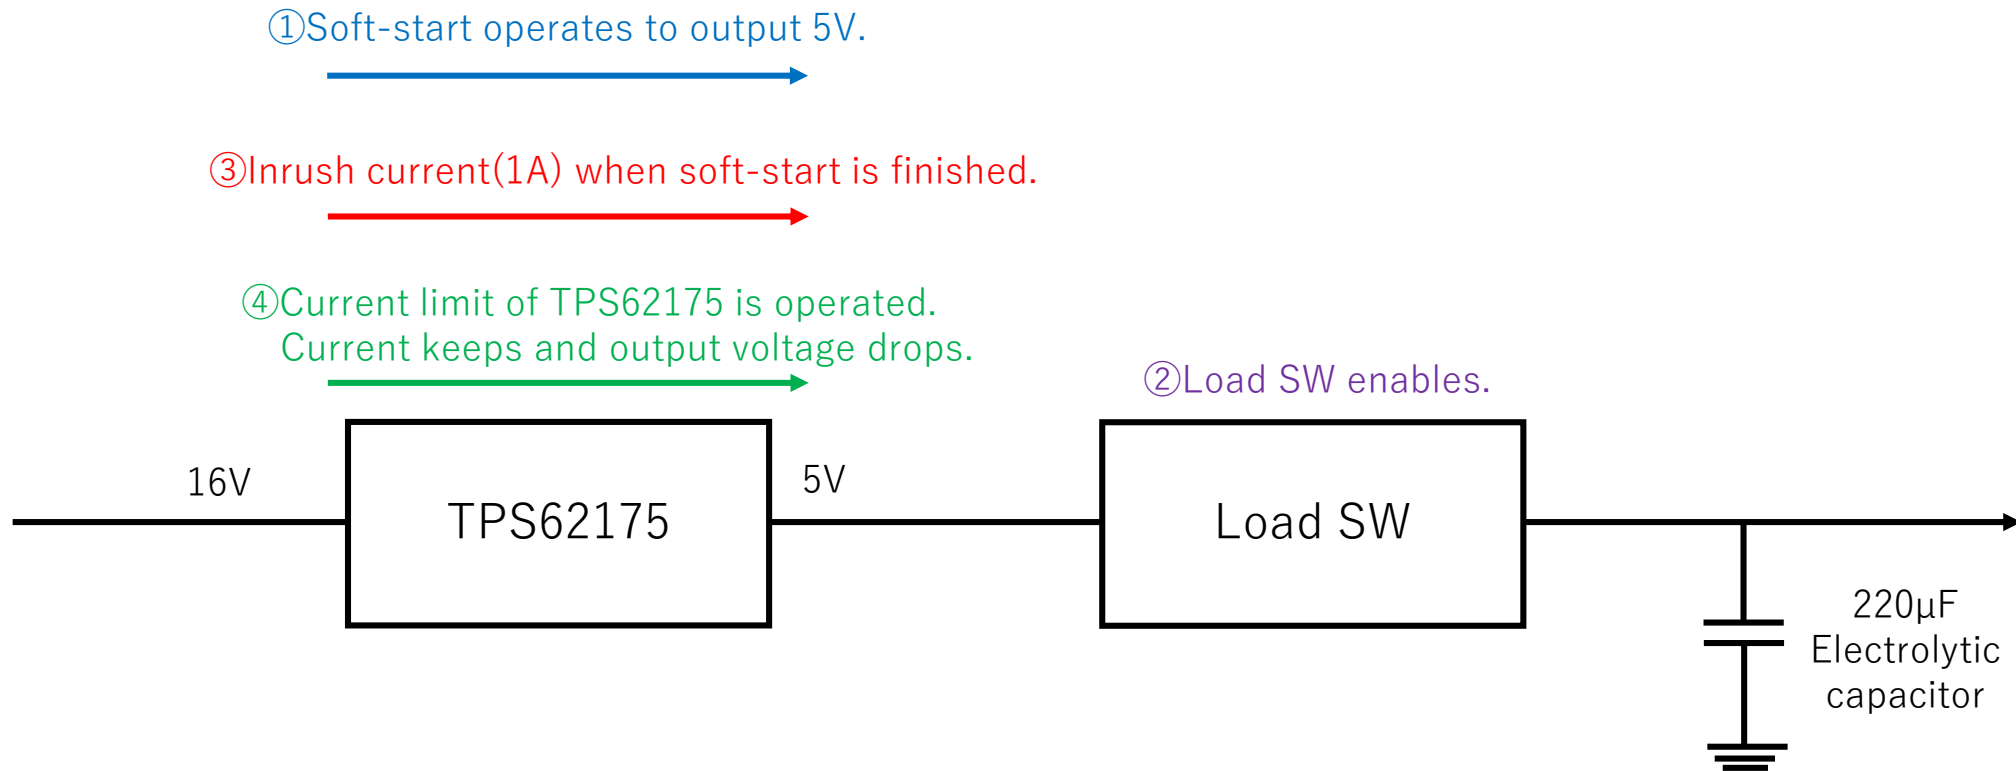 ①Soft-start operates to output 5V.
③Inrush current(1A) when soft-start is finished.
④Current limit of TPS62175 is operated.
Current keeps and output voltage drops.
②Load SW enables.
16V
TPS62175
5V
Load SW
220μF
Electrolytic
capacitor